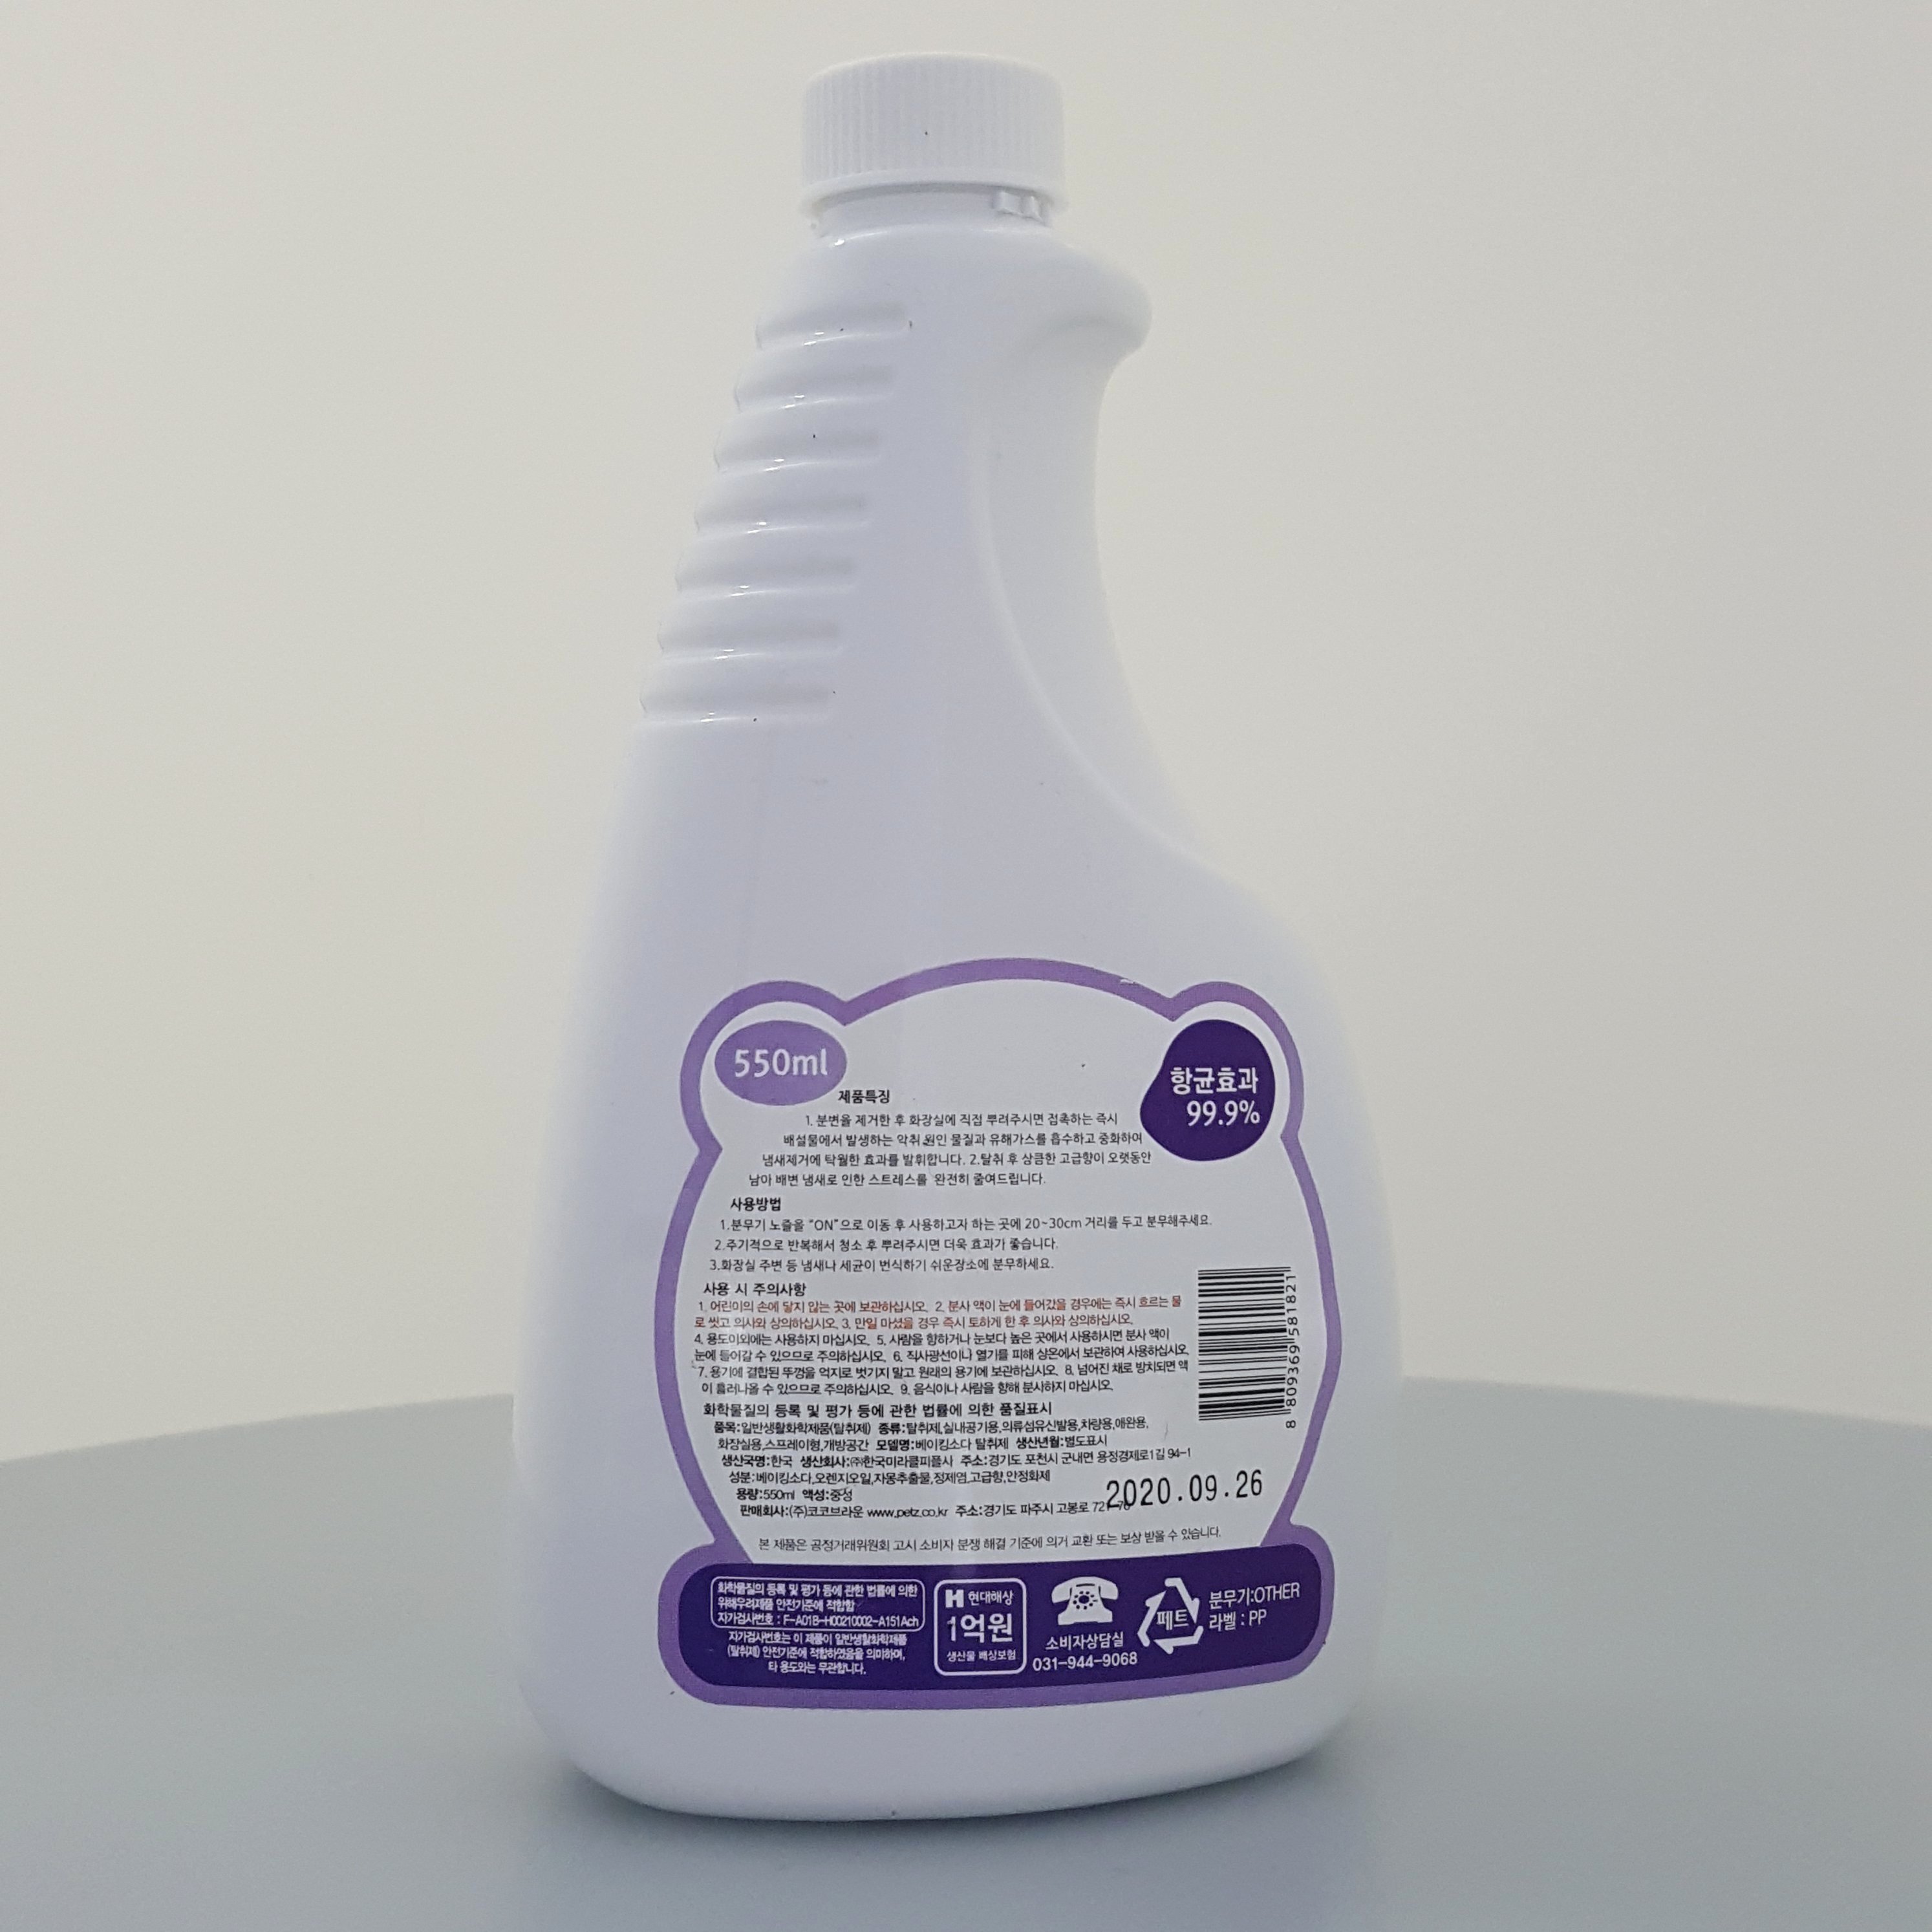 550ml
항균효과
99.9%
제품특징
1. 분변을 제거한 후 화장실에 직접 뿌려주시면 접촉하는 즉시
배설물에서 발생하는 악취 원인 물질과 유해가스를 흡수하고 중화하여
냄새제거에 탁월한 효과를 발휘합니다. 2.탈취 후 상큼한 고급향이 오랫동안
남아 배변 냄새로 인한 스트레스를 완전히 줄여드립니다.
사용방법
1.분무기 노즐을 "ON"으로 이동 후 사용하고자 하는 곳에 20~30cm 거리를 두고 분무해주세요.
2.주기적으로 반복해서 청소 후 뿌려주시면 더욱 효과가 좋습니다.
3.화장실 주변 등 냄새나 세균이 번식하기 쉬운장소에 분무하세요.
사용 시 주의사항
1. 어린이의 손에 닿지 않는 곳에 보관하십시오. 2. 분사 액이 눈에 들어갔을 경우에는 즉시 흐르는 물
로 씻고 의사와 상의하십시오. 3. 만일 마셨을 경우 즉시 토하게 한 후 의사와 상의하십시오.
4. 용도이외에는 사용하지 마십시오. 5. 사람을 향하거나 눈보다 높은 곳에서 사용하시면 분사 액이
눈에 들어갈 수 있으므로 주의하십시오. 6. 직사광선이나 열기를 피해 상온에서 보관하여 사용하십시오.
7. 용기에 결합된 뚜껑을 억지로 벗기지 말고 원래의 용기에 보관하십시오. 8. 넘어진 채로 방치되면 액
이 흘러나올 수 있으므로 주의하십시오. 9. 음식이나 사람을 향해 분사하지 마십시오.
화학물질의 등록 및 평가 등에 관한 법률에 의한 품질표시
품목:일반생활화학제품(탈취제) 종류:탈취제,실내공기용,의류섬유신발용,차량용,애완용,
화장실용,스프레이형,개방공간 모델명:베이킹소다 탈취제 생산년월:별도표시
생산국명:한국 생산회사:㈜한국미라클피플사 주소:경기도 포천시 군내면 용정경제로1길 94-1
성분:베이킹소다,오렌지오일,자몽추출물,정제염,고급향,안정화제
용량:550ml 액성:중성
2020.09.26
판매회사:(주)코코브라운 www.petz.co.kr 주소:경기도 파주시 고봉로 721-76
본 제품은 공정거래위원회 고시 소비자 분쟁 해결 기준에 의거 교환 또는 보상 받을 수 있습니다.
8 809369 581821
화학물질의 등록 및 평가 등에 관한 법률에 의한
위해우려제품 안전기준에 적합함
자가검사번호 : F-A01B-H00210002-A151Ach
자가검사번호는 이 제품이 일반생활화학제품
(탈취제) 안전기준에 적합하였음을 의미하며,
타 용도와는 무관합니다.
H 현대해상
1억원
생산물 배상보험
소비자상담실
031-944-9068
페트
분무기:OTHER
라벨 : PP